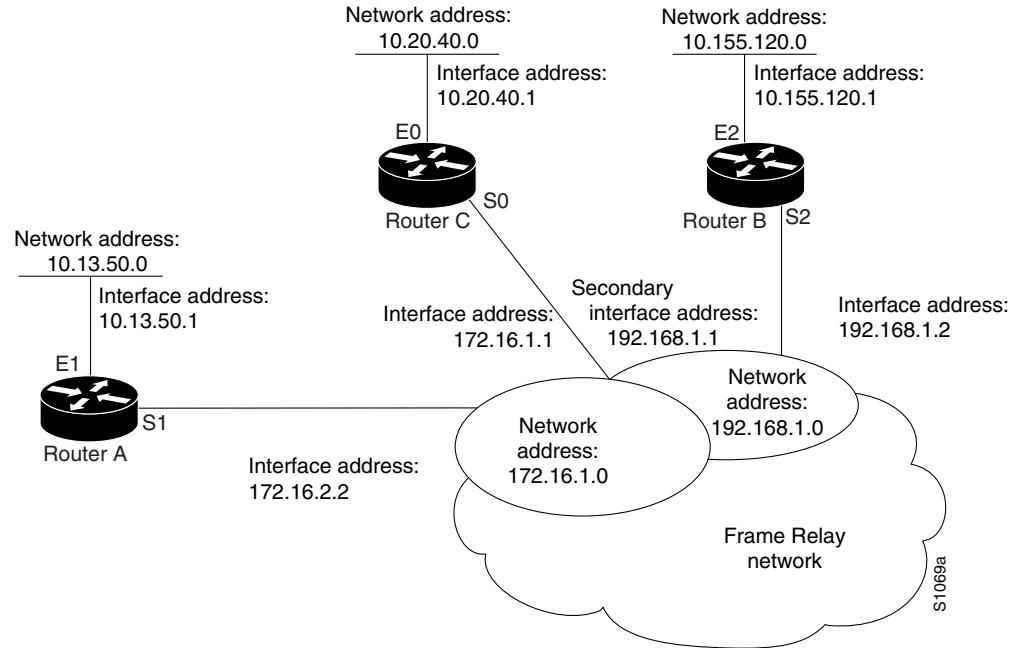 Network address:
10.20.40.0
Interface address:
10.20.40.1
E0
S0
Router C
Network address:
10.155.120.0
Interface address:
10.155.120.1
E2
S2
Router B
Network address:
10.13.50.0
Interface address:
10.13.50.1
E1
S1
Router A
Interface address:
172.16.1.1
Secondary
interface address:
192.168.1.1
Interface address:
192.168.1.2
Network
address:
192.168.1.0
Network
address:
172.16.1.0
Interface address:
172.16.2.2
Frame Relay
network
S1069a